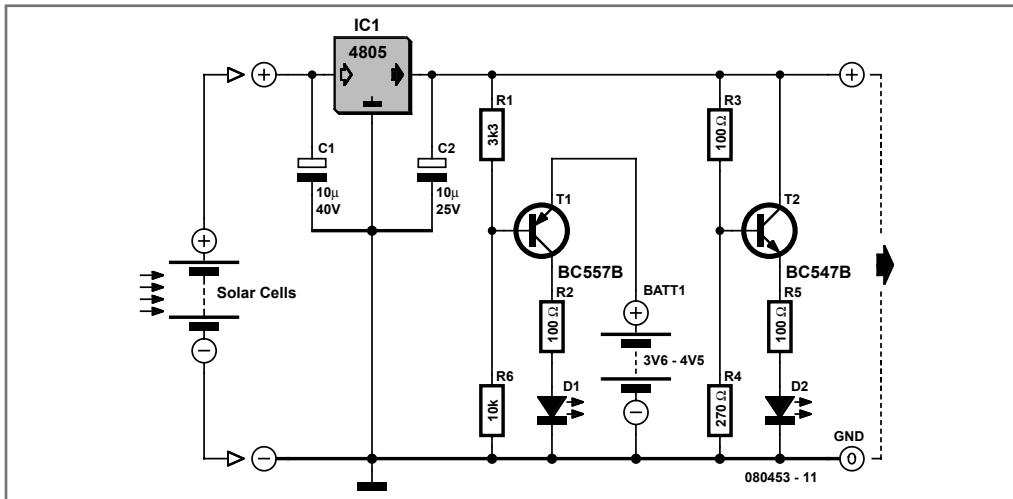 IC1
4805
R1
3k3
R3
100 Ω
C1
10µ
40V
C2
10µ
25V
T1
BC557B
T2
BC547B
Solar Cells
R2
100 Ω
BATT1
3V6 - 4V5
R5
100 Ω
R6
10k
D1
R4
270 Ω
D2
GND
0
080453 - 11